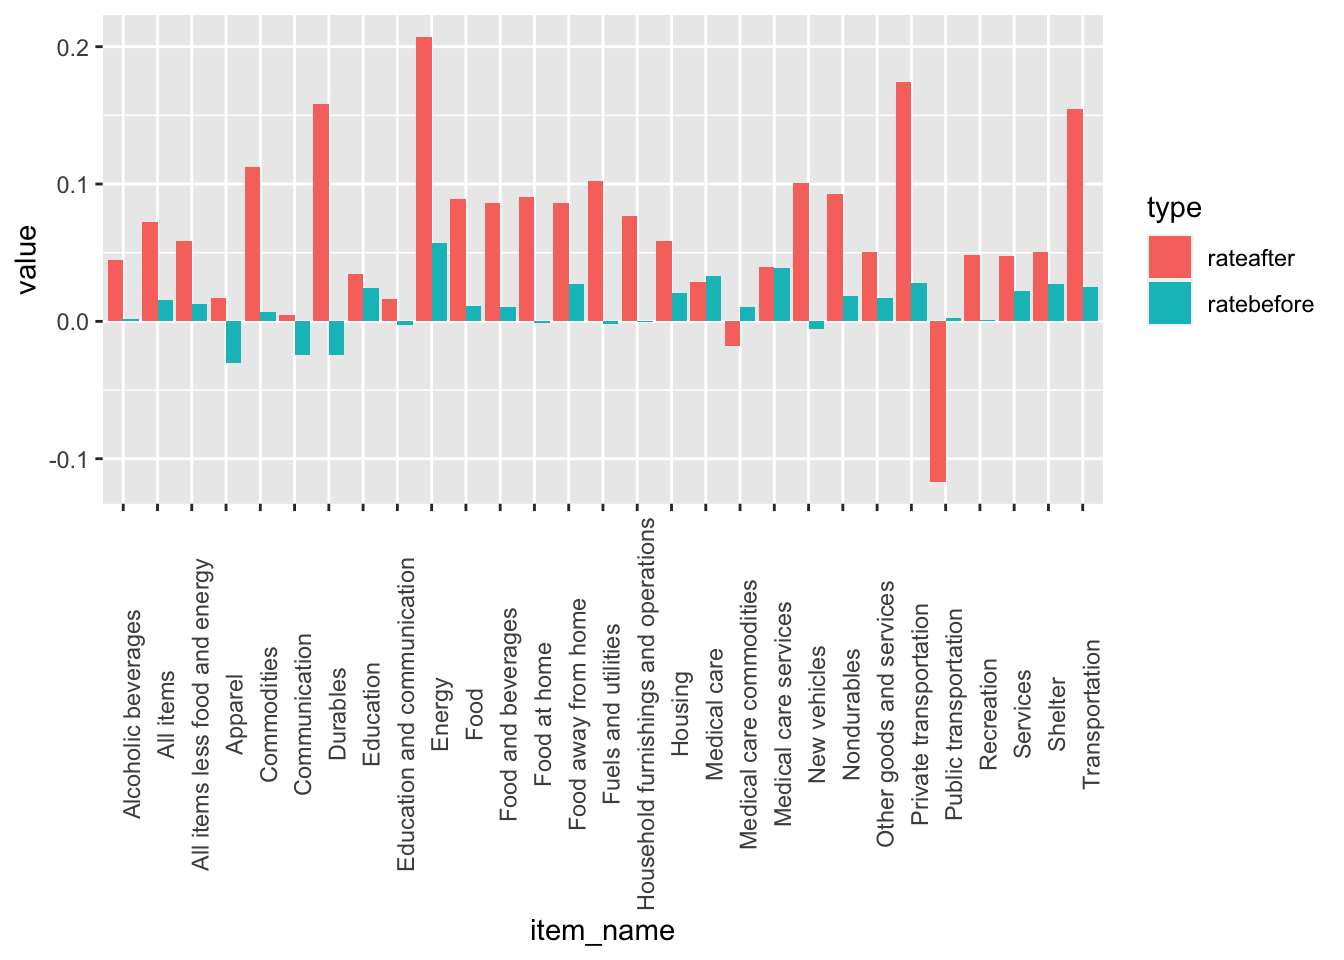 value
0.2
0.1
0.0
-0.1
Alcoholic beverages
All items
All items less food and energy
Apparel
Commodities
Communication
Durables
Education
Education and communication
Energy
Food
Food and beverages
Food at home
Food away from home
Fuels and utilities
Household furnishings and operations
Housing
Medical care
Medical care commodities
Medical care services
New vehicles
Nondurables
Other goods and services
Private transportation
Public transportation
Recreation
Services
Shelter
Transportation
item_name
type
rateafter
ratebefore